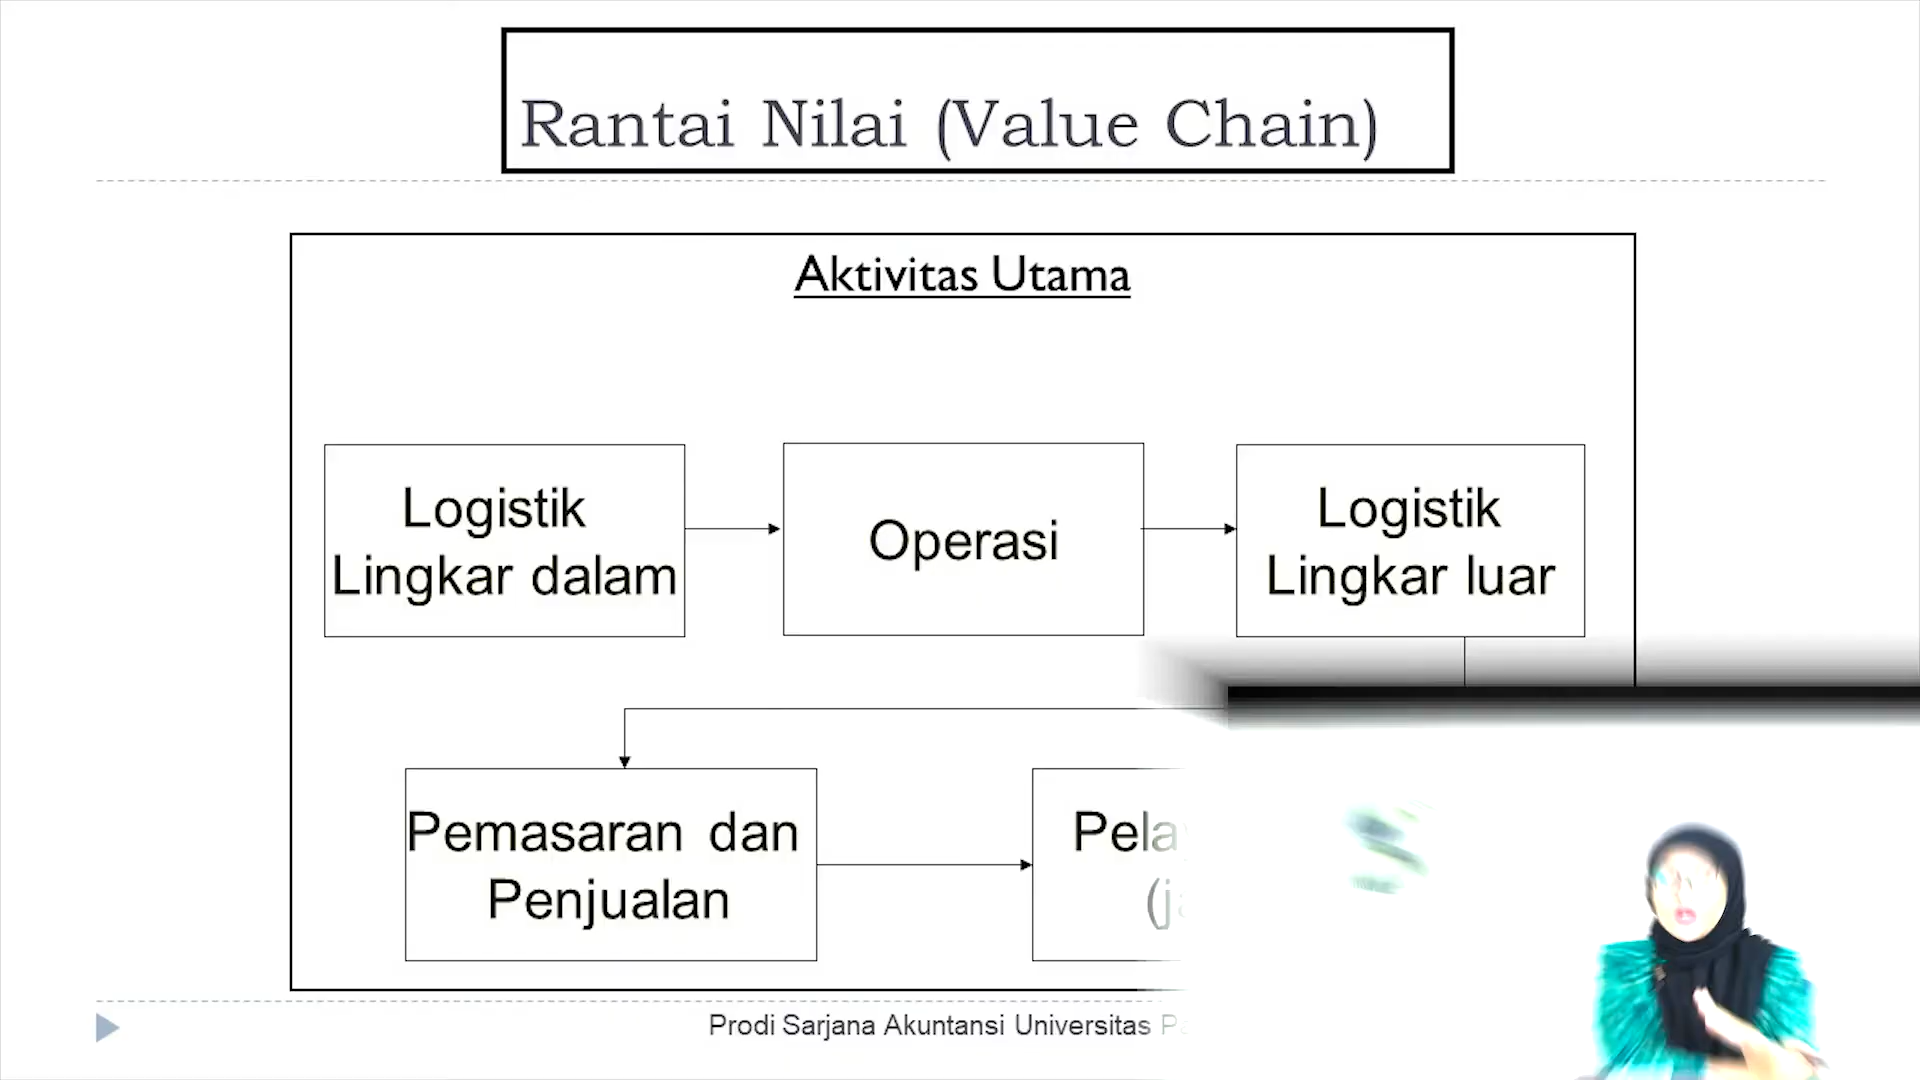 Rantai Nilai (Value Chain)
Aktivitas Utama
Logistik
Lingkar dalam
Operasi
Logistik
Lingkar luar
Pemasaran dan
Penjualan
Prodi Sarjana Akuntansi Universitas